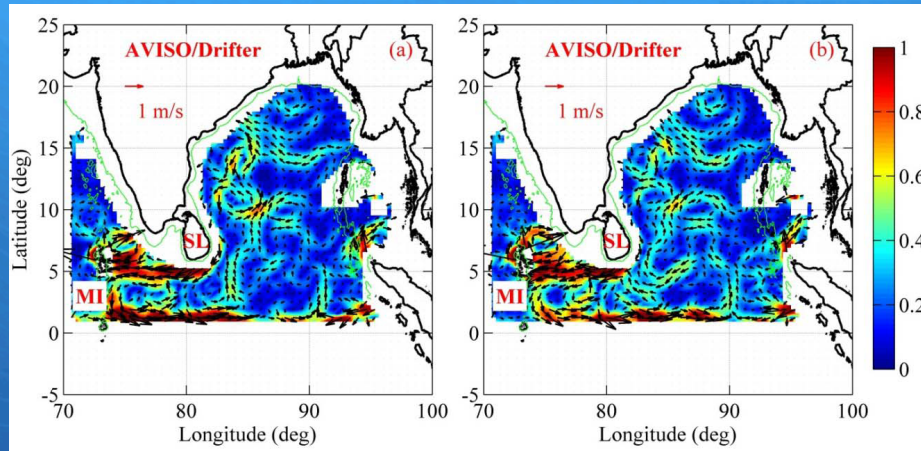 AVISO/Drifter (a)
1 m/s
SL
MI
25
20
15
10
5
0
-5
70 80 90 100
Latitude (deg)
Longitude (deg)
AVISO/Drifter (b)
1 m/s
SL
MI
25
20
15
10
5
0
-5
70 80 90 100
Longitude (deg)
1
0.8
0.6
0.4
0.2
0